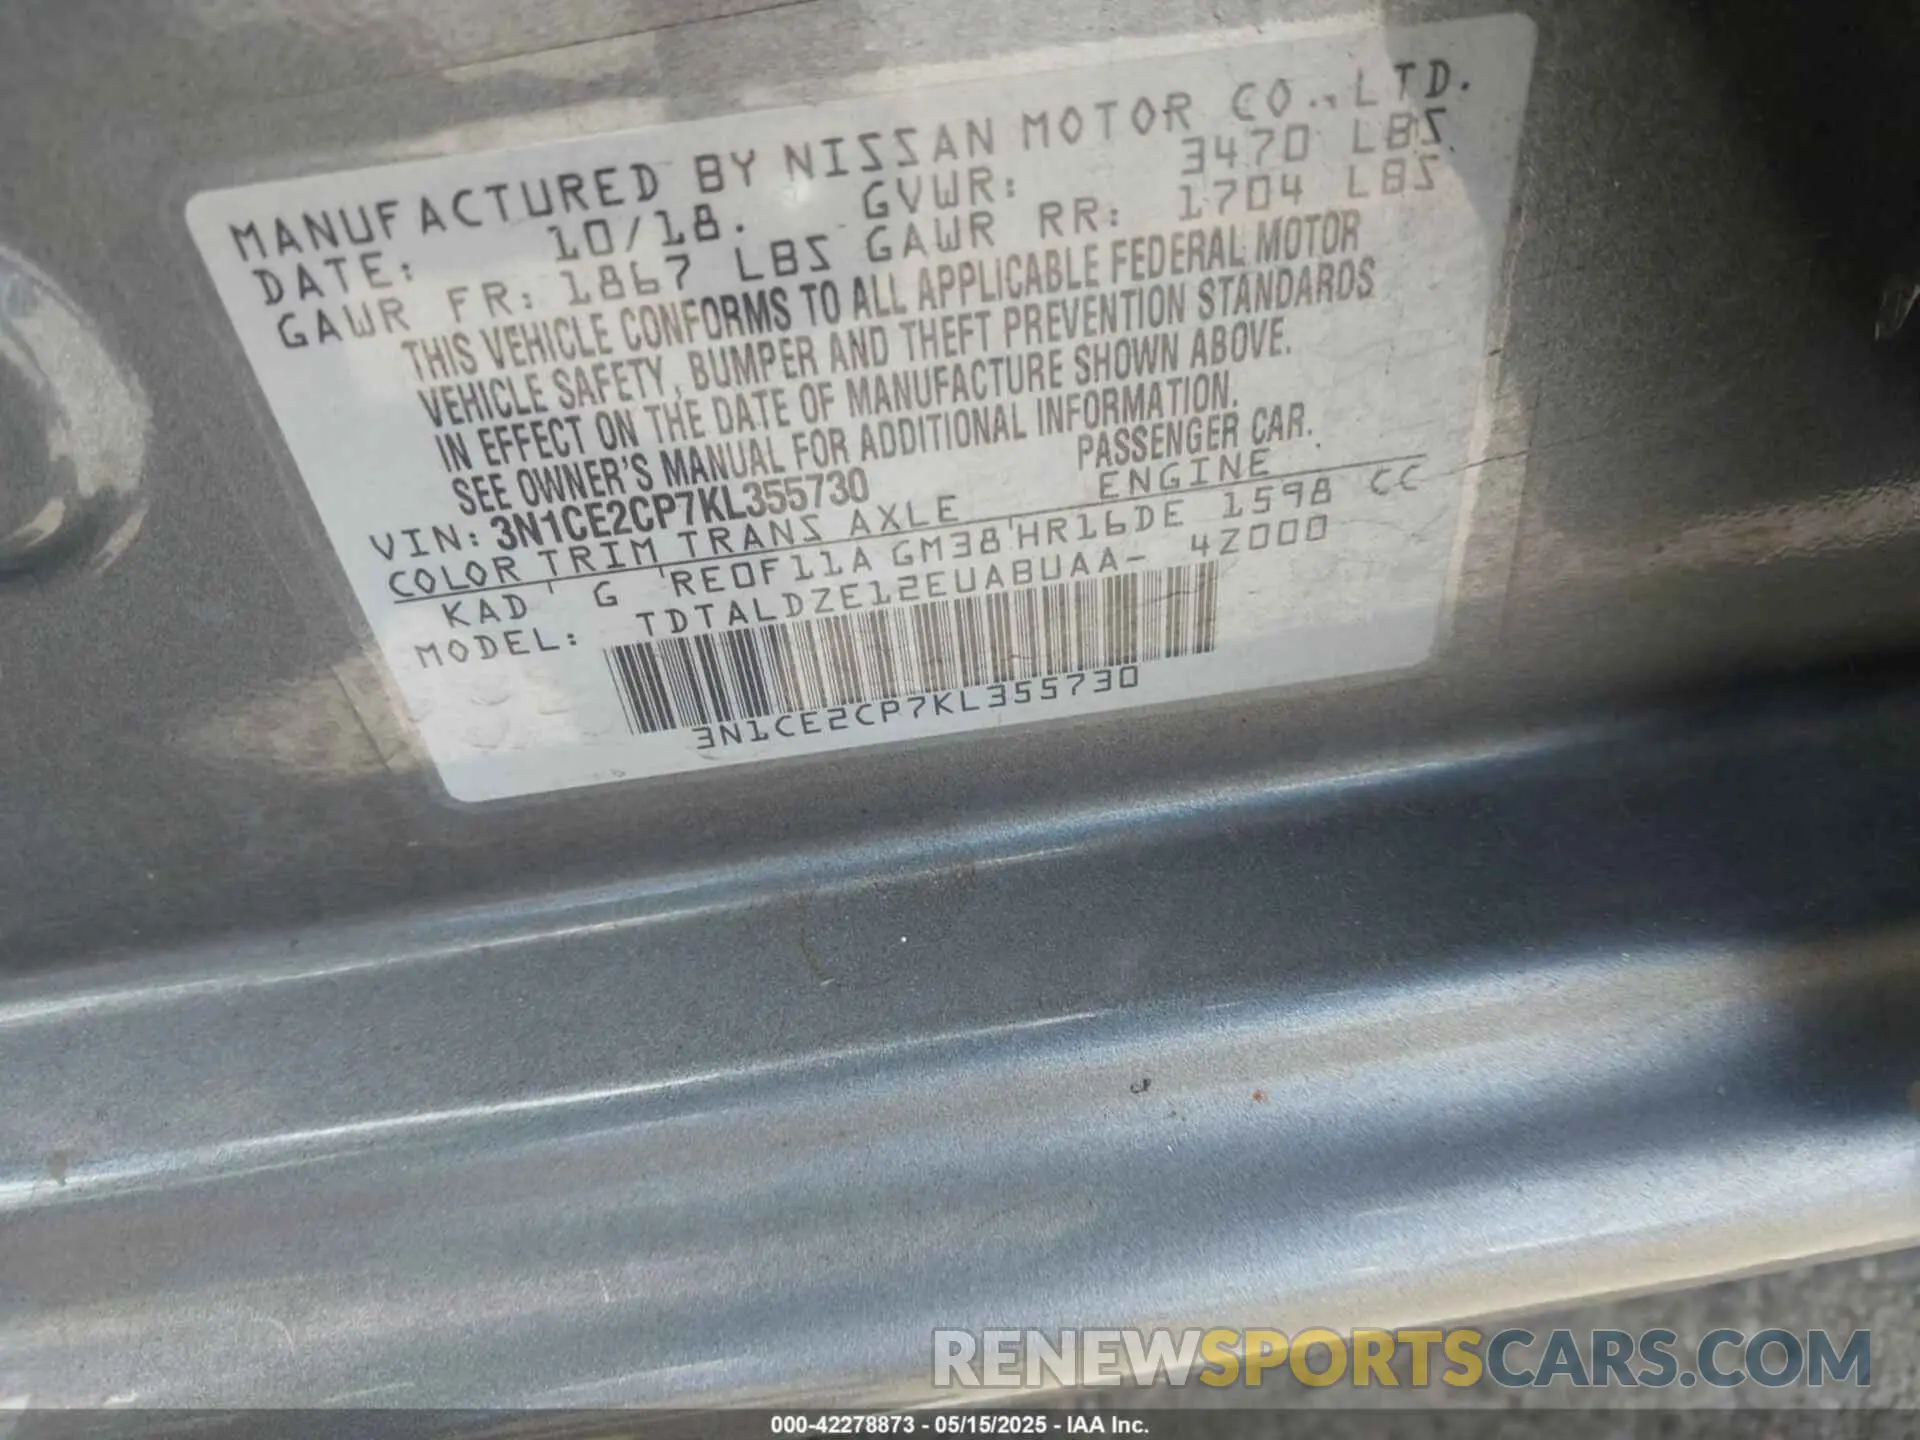 MANUFACTURED BY NISSAN MOTOR CO., LTD.
DATE: 10/18. GVWR: 3470 LBS
GAWR FR: 1867 LBS GAWR RR: 1704 LBS
THIS VEHICLE CONFORMS TO ALL APPLICABLE FEDERAL MOTOR
VEHICLE SAFETY, BUMPER AND THEFT PREVENTION STANDARDS
IN EFFECT ON THE DATE OF MANUFACTURE SHOWN ABOVE.
SEE OWNER'S MANUAL FOR ADDITIONAL INFORMATION.
VIN: 3N1CE2CP7KL355730 PASSENGER CAR.
COLOR TRIM TRANS AXLE ENGINE
KAD G RE0F11A GM38 HR16DE 1598 CC
MODEL: TDTALDZE12EUABUAA- 4Z000
3N1CE2CP7KL355730
RENEWSPORTSCARS.COM
000-42278873 - 05/15/2025 - IAA Inc.